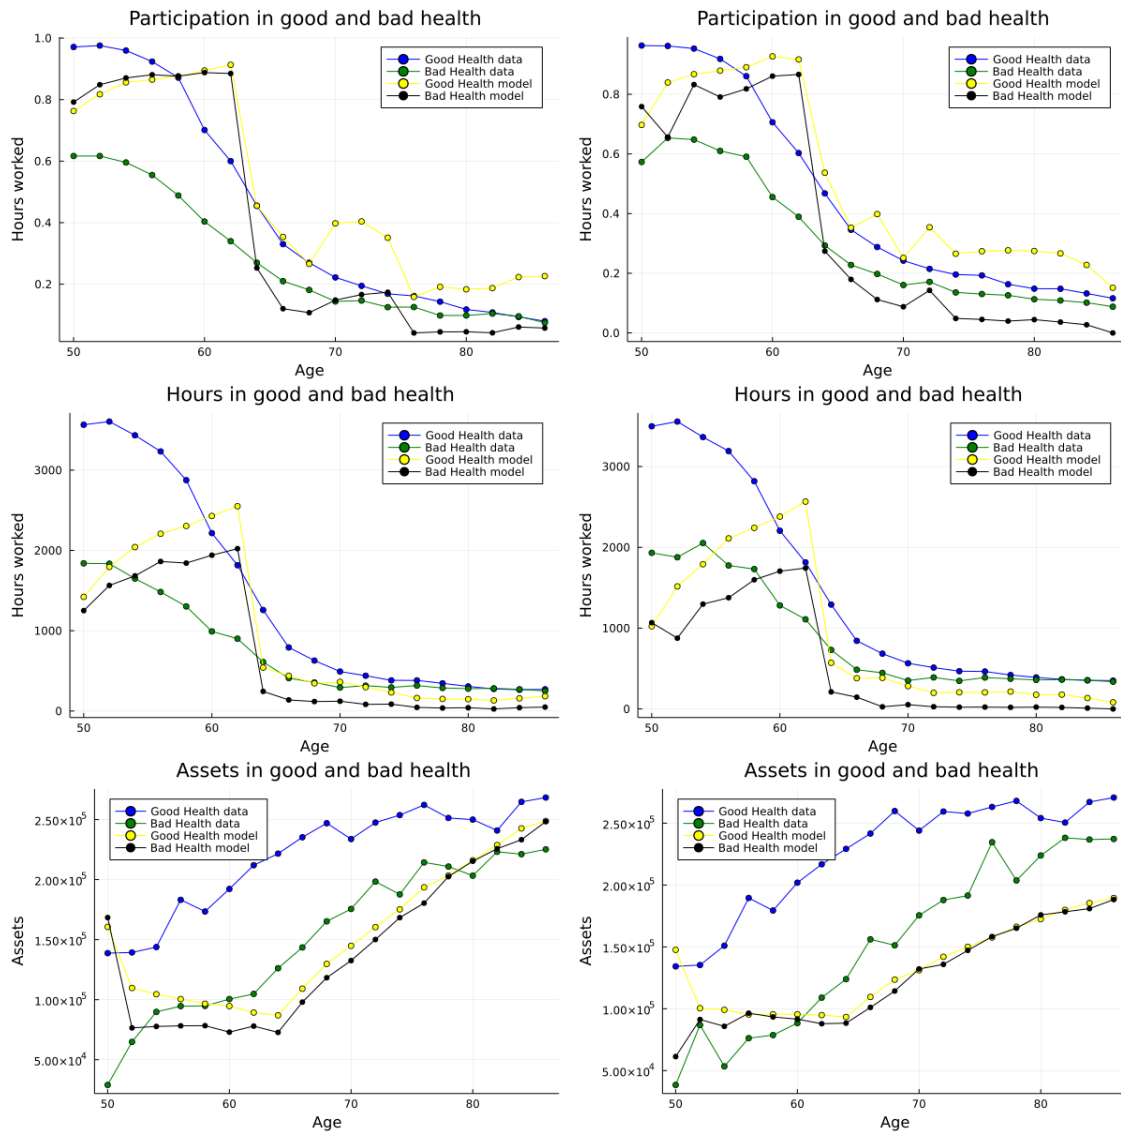 Participation in good and bad health
Hours worked
1.0
0.8
0.6
0.4
0.2
Good Health data
Bad Health data
Good Health model
Bad Health model
50 60 70 80
Age
Participation in good and bad health
Hours worked
0.8
0.6
0.4
0.2
0.0
Good Health data
Bad Health data
Good Health model
Bad Health model
50 60 70 80
Age
Hours in good and bad health
Hours worked
3000
2000
1000
0
Good Health data
Bad Health data
Good Health model
Bad Health model
50 60 70 80
Age
Hours in good and bad health
Hours worked
3000
2000
1000
0
Good Health data
Bad Health data
Good Health model
Bad Health model
50 60 70 80
Age
Assets in good and bad health
Assets
2.50×10⁵
2.00×10⁵
1.50×10⁵
1.00×10⁵
5.00×10⁴
Good Health data
Bad Health data
Good Health model
Bad Health model
50 60 70 80
Age
Assets in good and bad health
Assets
2.50×10⁵
2.00×10⁵
1.50×10⁵
1.00×10⁵
5.00×10⁴
Good Health data
Bad Health data
Good Health model
Bad Health model
50 60 70 80
Age